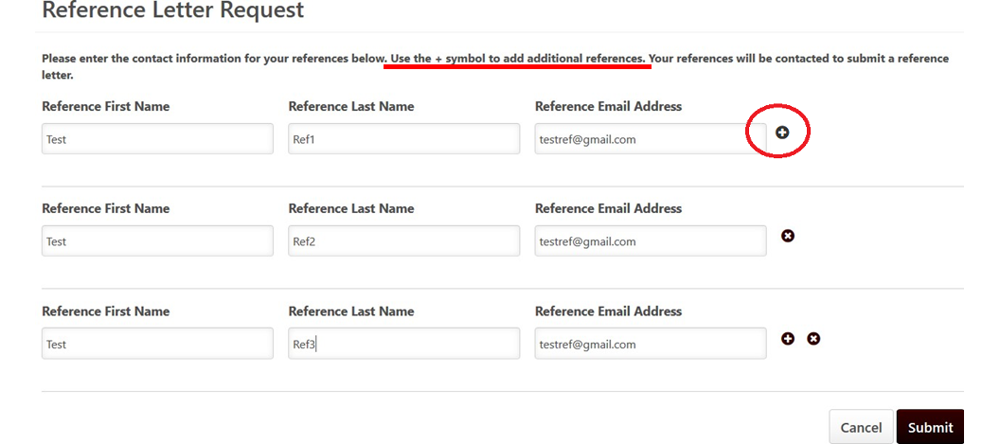 Reference Letter Request
Please enter the contact information for your references below. Use the + symbol to add additional references. Your references will be contacted to submit a reference
letter.
Reference First Name Reference Last Name Reference Email Address
Test Ref1 testref@gmail.com
Reference First Name Reference Last Name Reference Email Address
Test Ref2 testref@gmail.com
Reference First Name Reference Last Name Reference Email Address
Test Ref3 testref@gmail.com
Cancel Submit